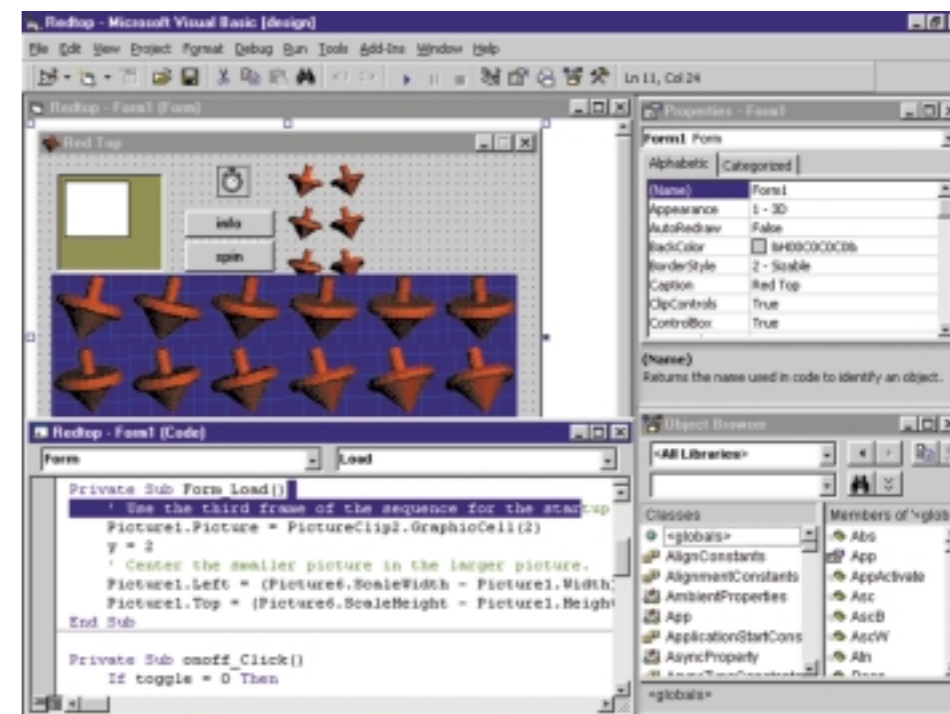 Redtop - Microsoft Visual Basic [design]
File Edit View Project Format Debug Run Tools Add-Ins Window Help
Ln 11, Col 24
Redtop - Form1 (Form)
Red Top
info
spin
Properties - Form1
Form1 Form
Alphabetic Categorized
(Name) Form1
Appearance 1 - 3D
AutoRedraw False
BackColor &H00C0C0C0&
BorderStyle 2 - Sizable
Caption Red Top
ClipControls True
ControlBox True
(Name)
Returns the name used in code to identify an object.
Redtop - Form1 (Code)
Form Load
Private Sub Form_Load()
' Use the third frame of the sequence for the startup
Picture1.Picture = PictureClip2.GraphicCell(2)
y = 2
' Center the smaller picture in the larger picture.
Picture1.Left = (Picture6.ScaleWidth - Picture1.Width)
Picture1.Top = (Picture6.ScaleHeight - Picture1.Heigh
End Sub
Private Sub onoff_Click()
If toggle = 0 Then
Object Browser
<All Libraries>
Classes
<globals>
AlignConstants
AlignmentConstants
AmbientProperties
App
ApplicationStartCons
AsyncProperty
Members of '<glob
Abs
App
AppActivate
Asc
AscB
AscW
Atn
<globals>